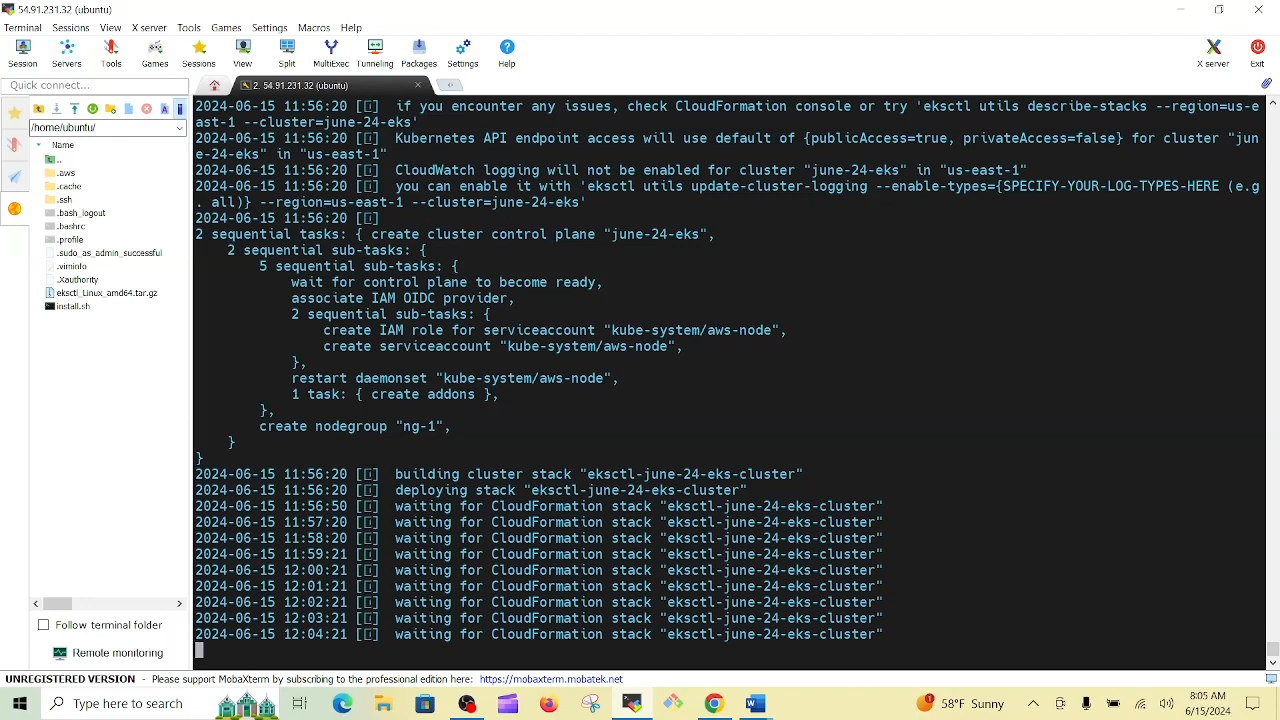 54.91.231.32 (ubuntu)
Terminal Sessions View X server Tools Games Settings Macros Help
Session Servers Tools Games Sessions View Split MultiExec Tunneling Packages Settings Help X server Exit
Quick connect...
2. 54.91.231.32 (ubuntu)
/home/ubuntu/
Name
..
.aws
.cache
.ssh
.bash_logout
.bashrc
.profile
.sudo_as_admin_successful
.viminfo
.Xauthority
eksctl_Linux_amd64.tar.gz
install.sh
Follow terminal folder
Remote monitoring
2024-06-15 11:56:20 [ℹ]  if you encounter any issues, check CloudFormation console or try 'eksctl utils describe-stacks --region=us-e
ast-1 --cluster=june-24-eks'
2024-06-15 11:56:20 [ℹ]  Kubernetes API endpoint access will use default of {publicAccess=true, privateAccess=false} for cluster "jun
e-24-eks" in "us-east-1"
2024-06-15 11:56:20 [ℹ]  CloudWatch logging will not be enabled for cluster "june-24-eks" in "us-east-1"
2024-06-15 11:56:20 [ℹ]  you can enable it with 'eksctl utils update-cluster-logging --enable-types={SPECIFY-YOUR-LOG-TYPES-HERE (e.g
. all)} --region=us-east-1 --cluster=june-24-eks'
2024-06-15 11:56:20 [ℹ]
2 sequential tasks: { create cluster control plane "june-24-eks",
2 sequential sub-tasks: {
5 sequential sub-tasks: {
wait for control plane to become ready,
associate IAM OIDC provider,
2 sequential sub-tasks: {
create IAM role for serviceaccount "kube-system/aws-node",
create serviceaccount "kube-system/aws-node",
},
restart daemonset "kube-system/aws-node",
1 task: { create addons },
},
create nodegroup "ng-1",
}
}
2024-06-15 11:56:20 [ℹ]  building cluster stack "eksctl-june-24-eks-cluster"
2024-06-15 11:56:20 [ℹ]  deploying stack "eksctl-june-24-eks-cluster"
2024-06-15 11:56:50 [ℹ]  waiting for CloudFormation stack "eksctl-june-24-eks-cluster"
2024-06-15 11:57:20 [ℹ]  waiting for CloudFormation stack "eksctl-june-24-eks-cluster"
2024-06-15 11:58:20 [ℹ]  waiting for CloudFormation stack "eksctl-june-24-eks-cluster"
2024-06-15 11:59:21 [ℹ]  waiting for CloudFormation stack "eksctl-june-24-eks-cluster"
2024-06-15 12:00:21 [ℹ]  waiting for CloudFormation stack "eksctl-june-24-eks-cluster"
2024-06-15 12:01:21 [ℹ]  waiting for CloudFormation stack "eksctl-june-24-eks-cluster"
2024-06-15 12:02:21 [ℹ]  waiting for CloudFormation stack "eksctl-june-24-eks-cluster"
2024-06-15 12:03:21 [ℹ]  waiting for CloudFormation stack "eksctl-june-24-eks-cluster"
2024-06-15 12:04:21 [ℹ]  waiting for CloudFormation stack "eksctl-june-24-eks-cluster"
UNREGISTERED VERSION - Please support MobaXterm by subscribing to the professional edition here: https://mobaxterm.mobatek.net
Type here to search
58°F Sunny
8:05 AM
6/15/2024